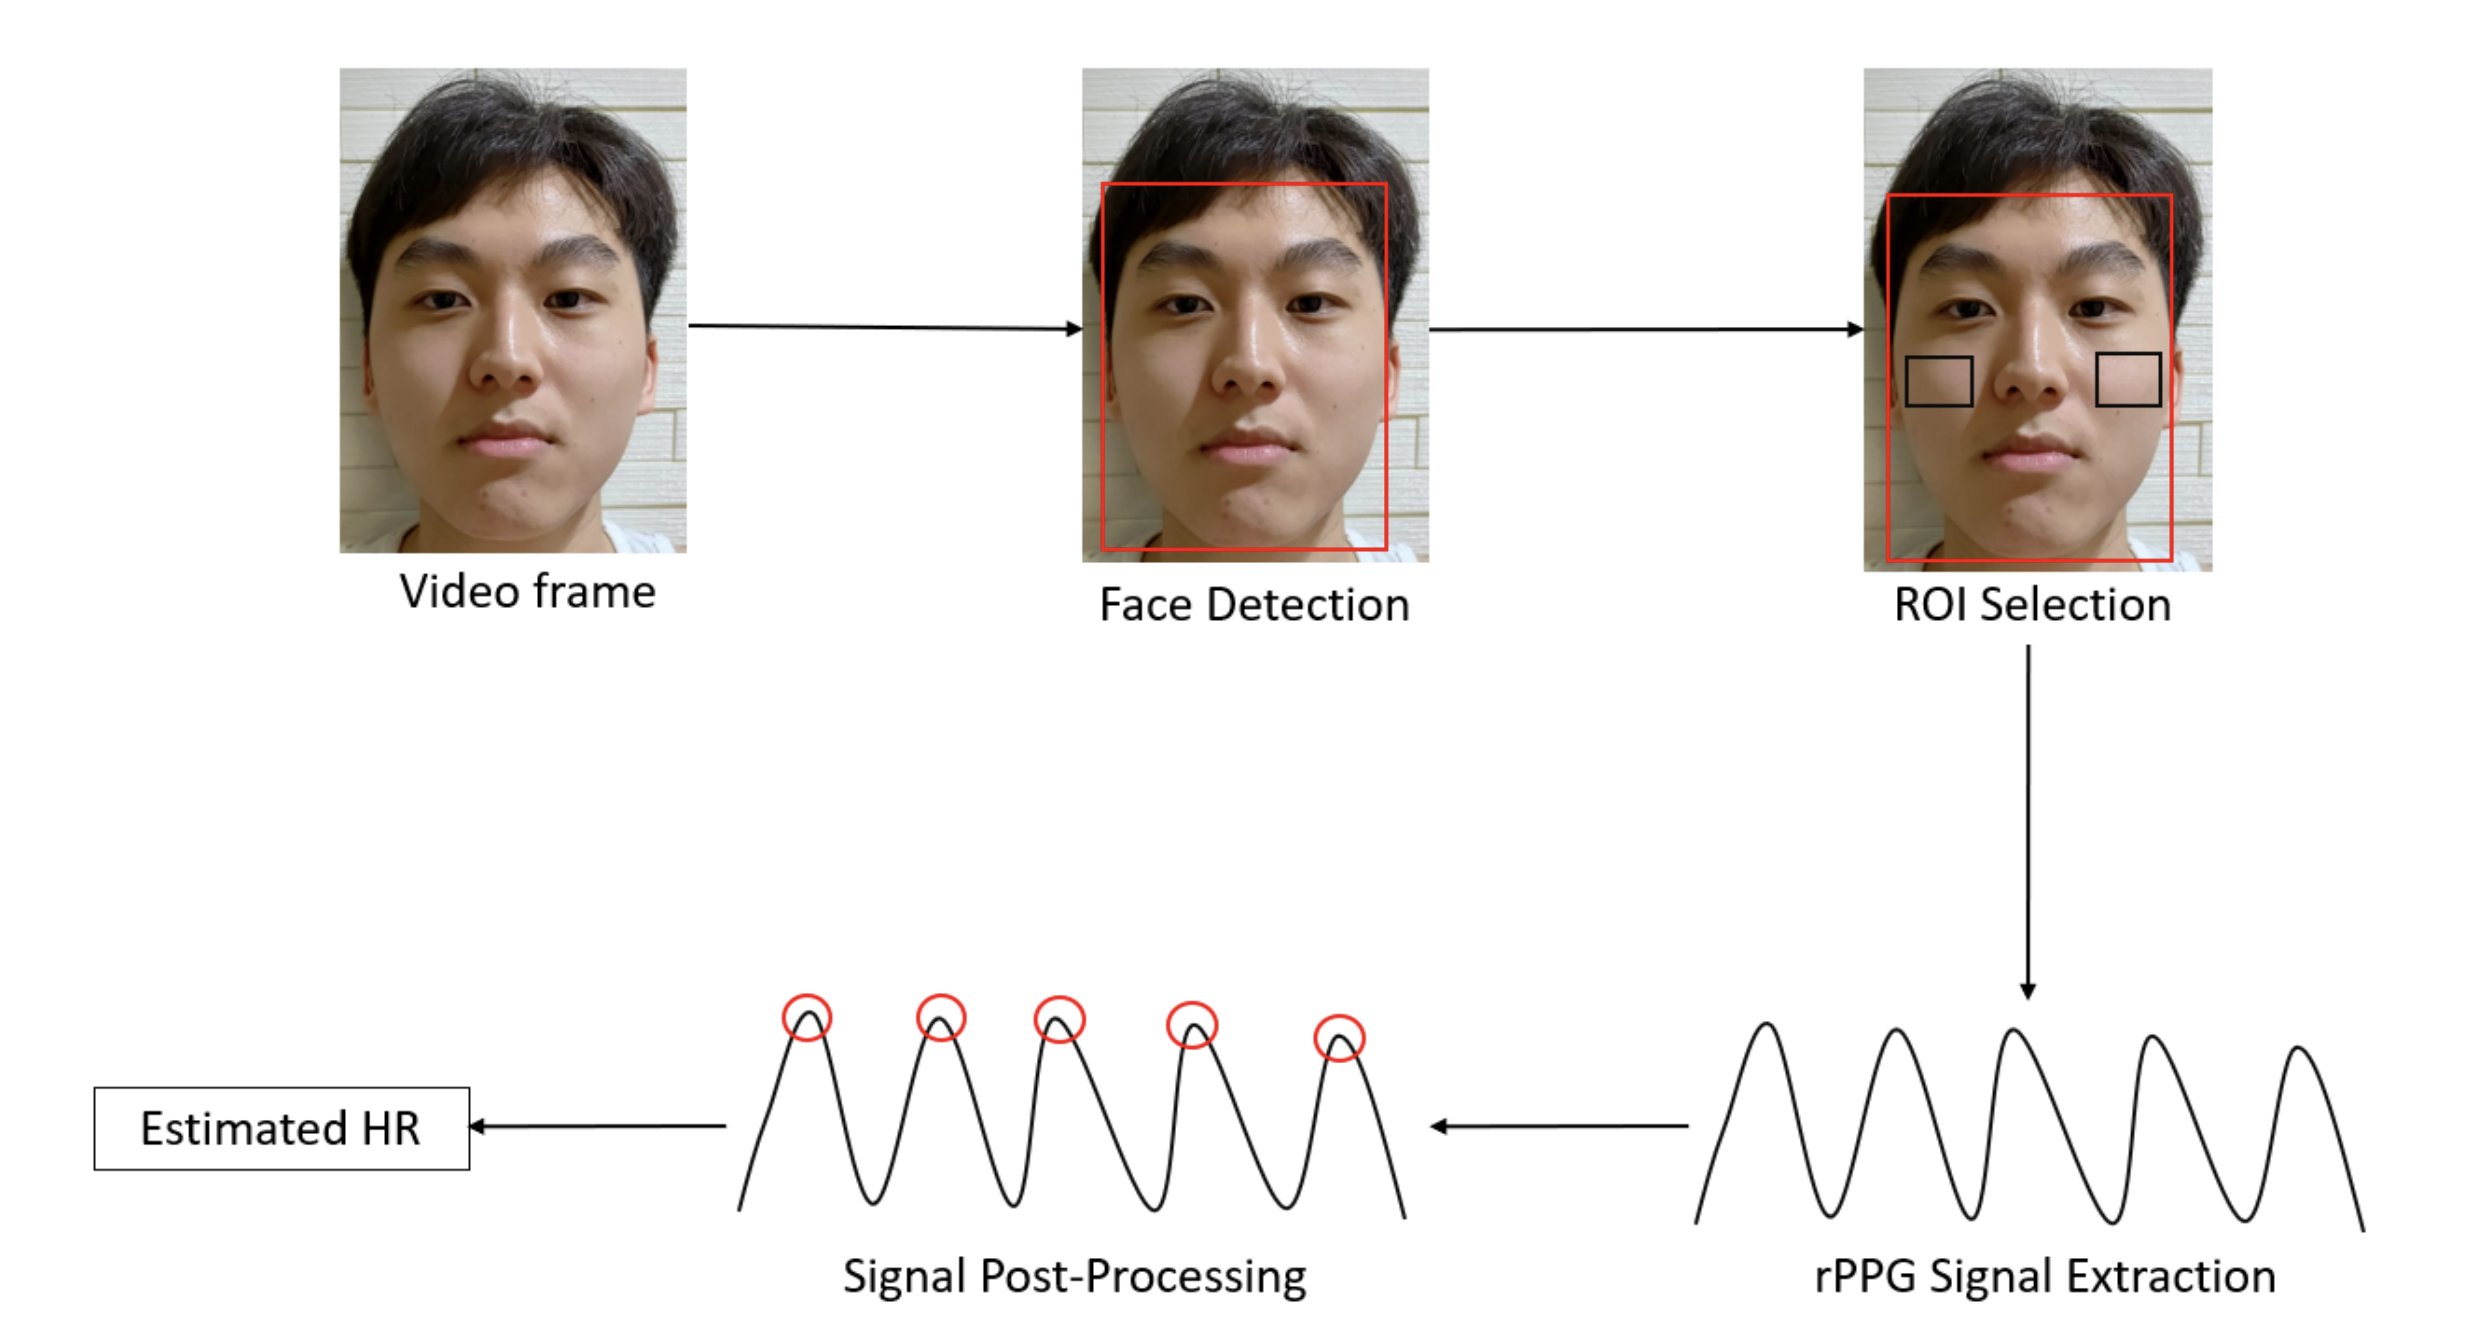 Video frame
Face Detection
ROI Selection
rPPG Signal Extraction
Signal Post-Processing
Estimated HR